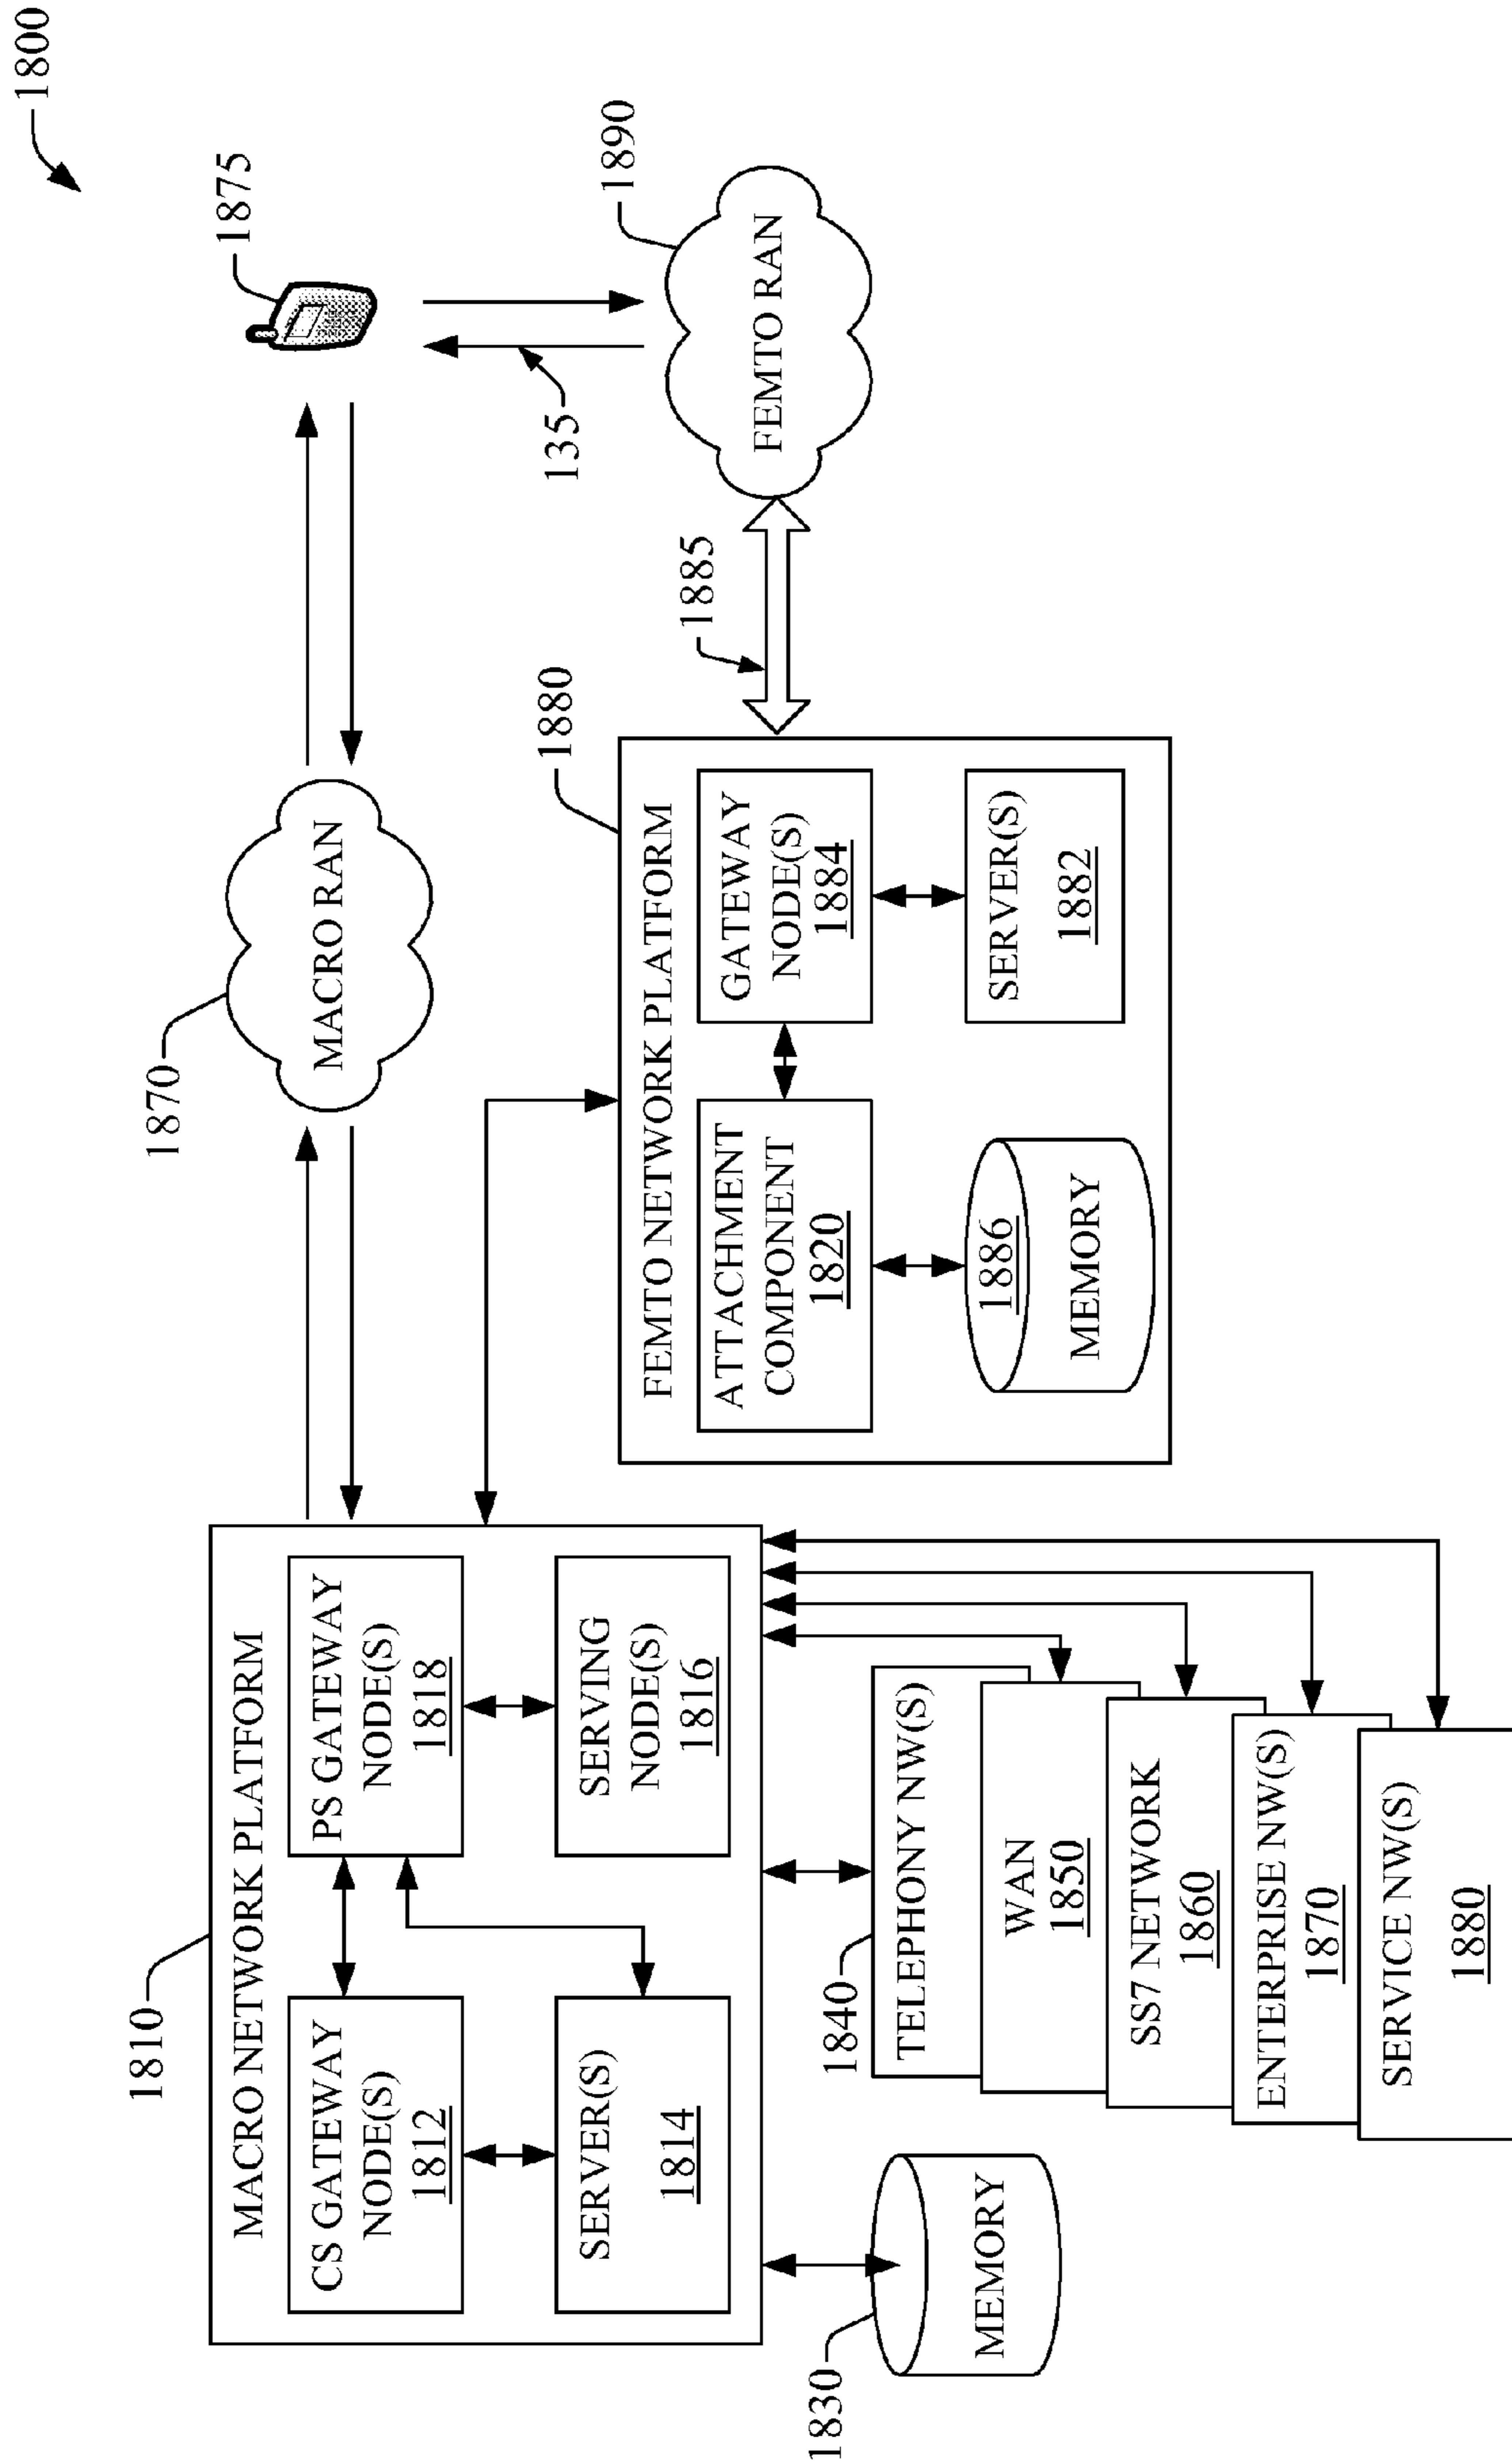 1800
1810
MACRO NETWORK PLATFORM
CS GATEWAY
NODE(S)
1812
PS GATEWAY
NODE(S)
1818
SERVER(S)
1814
SERVING
NODE(S)
1816
1870
MACRO RAN
1875
135
1890
FEMTO RAN
1885
1880
FEMTO NETWORK PLATFORM
ATTACHMENT
COMPONENT
1820
GATEWAY
NODE(S)
1884
1886
MEMORY
SERVER(S)
1882
1830
MEMORY
1840
TELEPHONY NW(S)
WAN
1850
SS7 NETWORK
1860
ENTERPRISE NW(S)
1870
SERVICE NW(S)
1880